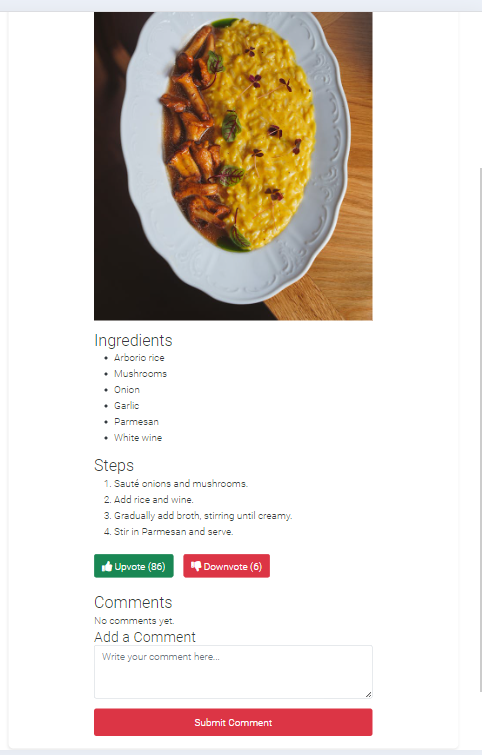 Ingredients
Arborio rice
Mushrooms
Onion
Garlic
Parmesan
White wine
Steps
1. Sauté onions and mushrooms.
2. Add rice and wine.
3. Gradually add broth, stirring until creamy.
4. Stir in Parmesan and serve.
Upvote (86) Downvote (6)
Comments
No comments yet.
Add a Comment
Write your comment here...
Submit Comment